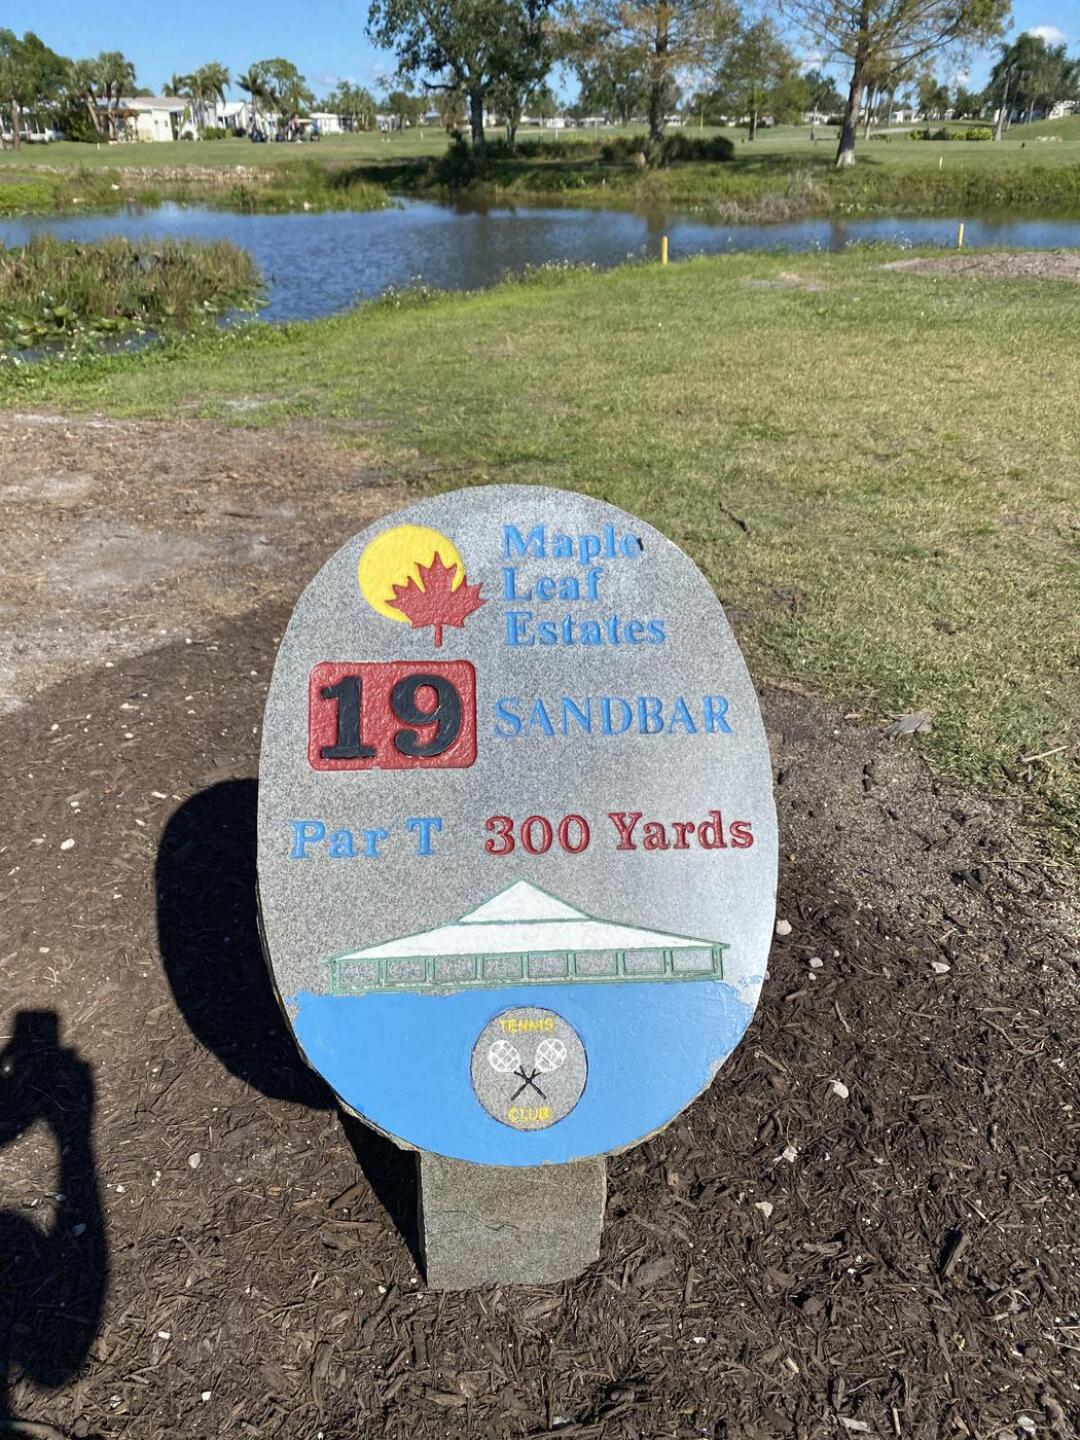 Maple
Leaf
Estates
19 SANDBAR
Par T 300 Yards
TENNIS
CLUB